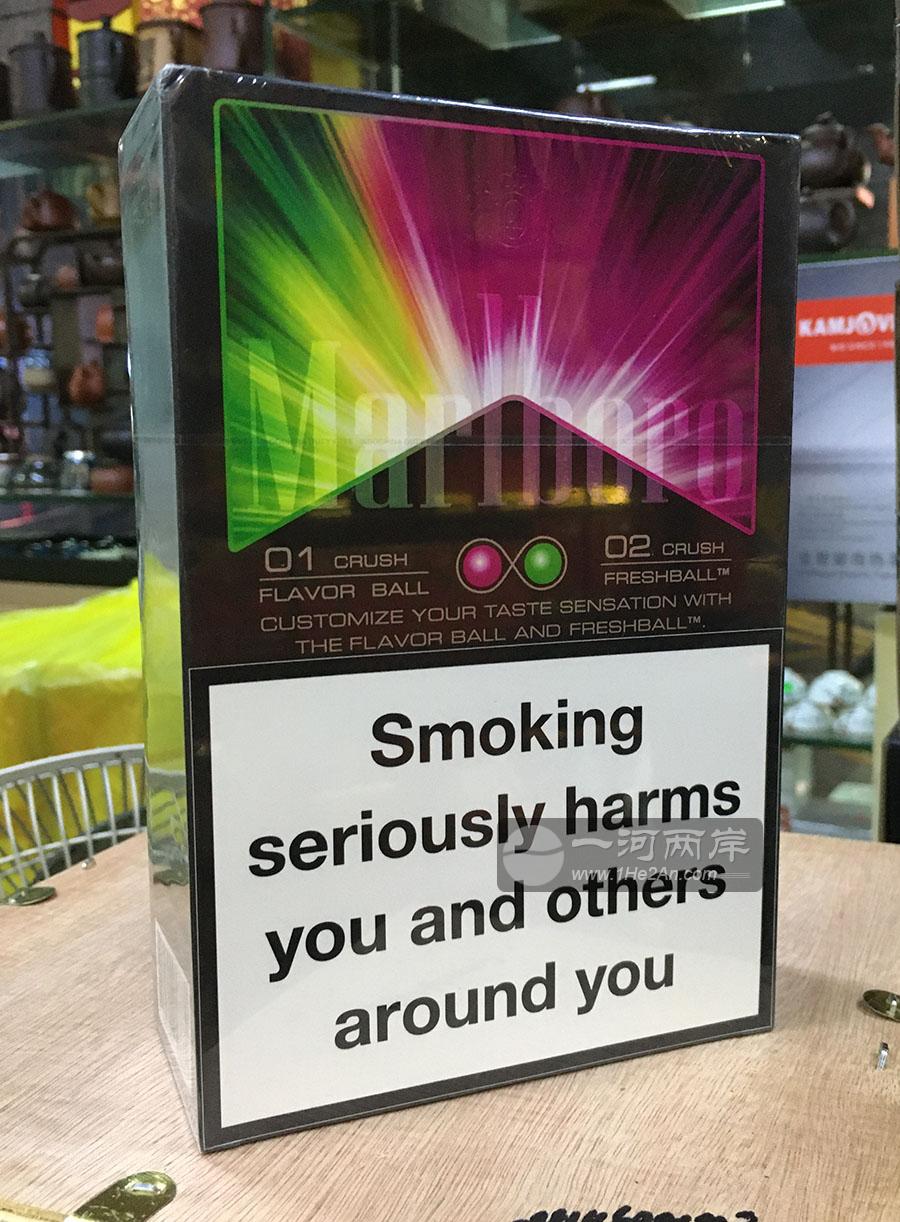 Marlboro
01 CRUSH
FLAVOR BALL
02 CRUSH
FRESHBALL™
CUSTOMIZE YOUR TASTE SENSATION WITH
THE FLAVOR BALL AND FRESHBALL™.
Smoking
seriously harms
you and others
around you
一河两岸
www.1He2An.com